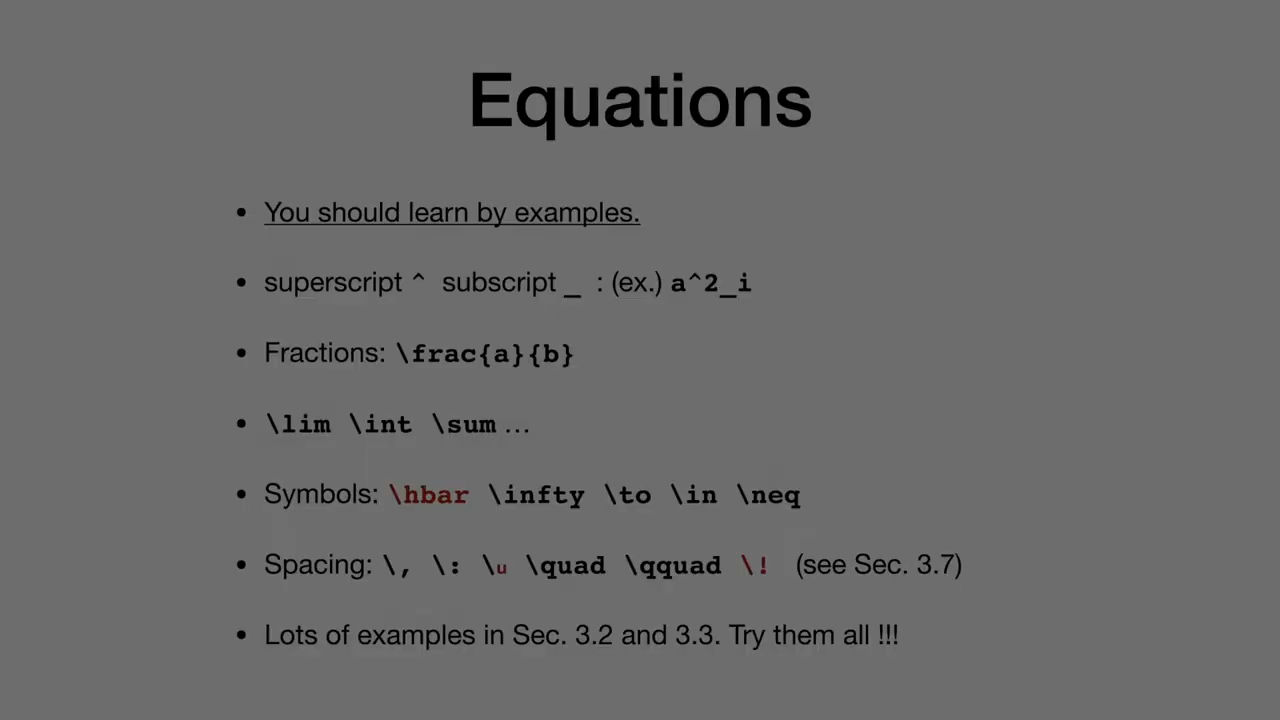 Equations
• You should learn by examples.
• superscript ^ subscript _ : (ex.) a^2_i
• Fractions: \frac{a}{b}
• \lim \int \sum …
• Symbols: \hbar \infty \to \in \neq
• Spacing: \, \: \u \quad \qquad \! (see Sec. 3.7)
• Lots of examples in Sec. 3.2 and 3.3. Try them all !!!